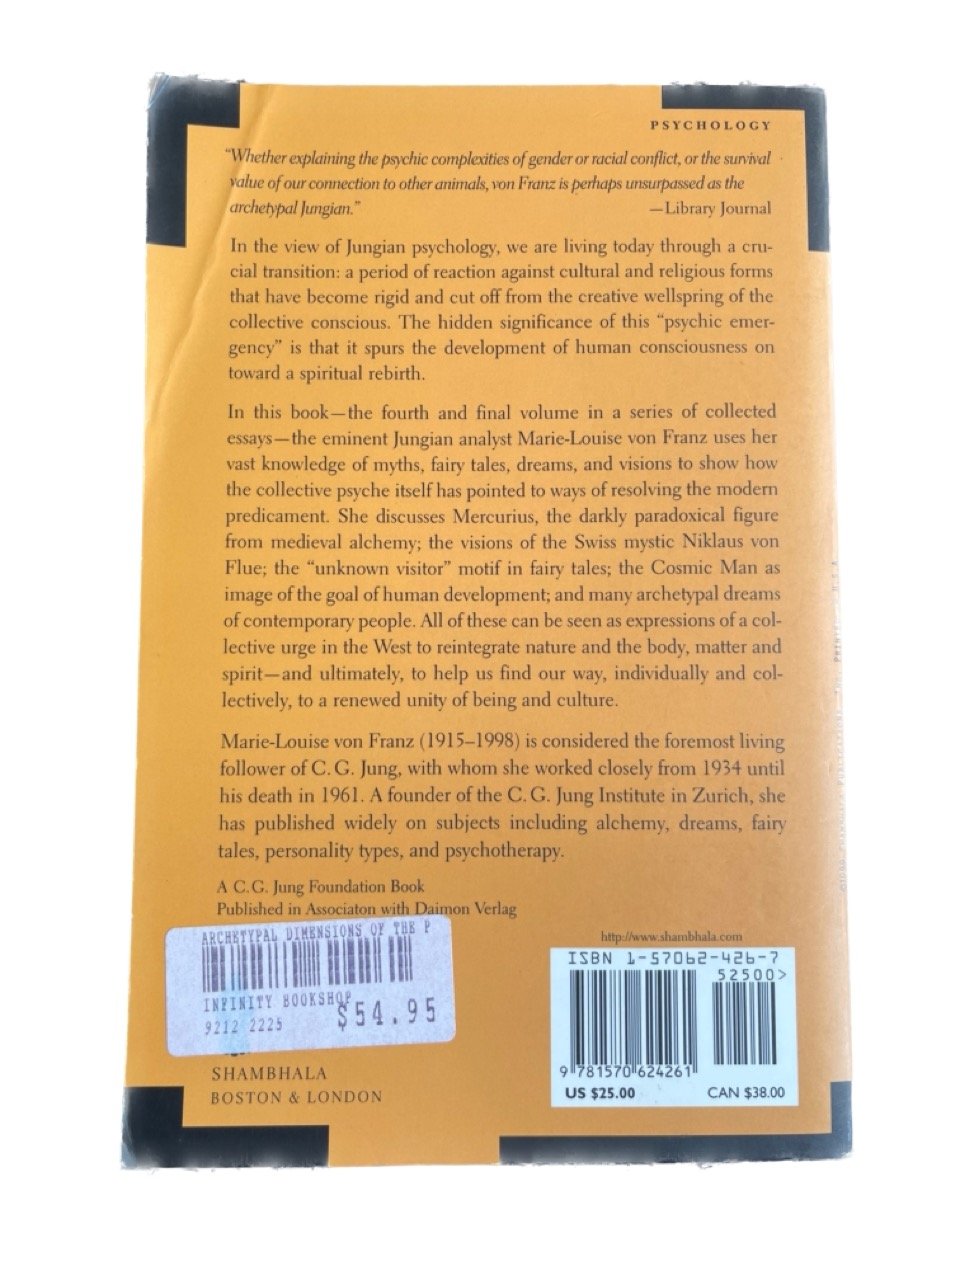 PSYCHOLOGY
"Whether explaining the psychic complexities of gender or racial conflict, or the survival
value of our connection to other animals, von Franz is perhaps unsurpassed as the
archetypal Jungian."
—Library Journal
In the view of Jungian psychology, we are living today through a cru-
cial transition: a period of reaction against cultural and religious forms
that have become rigid and cut off from the creative wellspring of the
collective conscious. The hidden significance of this "psychic emer-
gency" is that it spurs the development of human consciousness on
toward a spiritual rebirth.
In this book—the fourth and final volume in a series of collected
essays—the eminent Jungian analyst Marie-Louise von Franz uses her
vast knowledge of myths, fairy tales, dreams, and visions to show how
the collective psyche itself has pointed to ways of resolving the modern
predicament. She discusses Mercurius, the darkly paradoxical figure
from medieval alchemy; the visions of the Swiss mystic Niklaus von
Flue; the "unknown visitor" motif in fairy tales; the Cosmic Man as
image of the goal of human development; and many archetypal dreams
of contemporary people. All of these can be seen as expressions of a col-
lective urge in the West to reintegrate nature and the body, matter and
spirit—and ultimately, to help us find our way, individually and col-
lectively, to a renewed unity of being and culture.
Marie-Louise von Franz (1915–1998) is considered the foremost living
follower of C. G. Jung, with whom she worked closely from 1934 until
his death in 1961. A founder of the C. G. Jung Institute in Zurich, she
has published widely on subjects including alchemy, dreams, fairy
tales, personality types, and psychotherapy.
A C. G. Jung Foundation Book
Published in Associaton with Daimon Verlag
ARCHETYPAL DIMENSIONS OF THE P
INFINITY BOOKSHOP
9212 2225
$54.95
SHAMBHALA
BOSTON & LONDON
http://www.shambhala.com
ISBN 1-57062-426-7
52500>
9 781570 624261
US $25.00
CAN $38.00